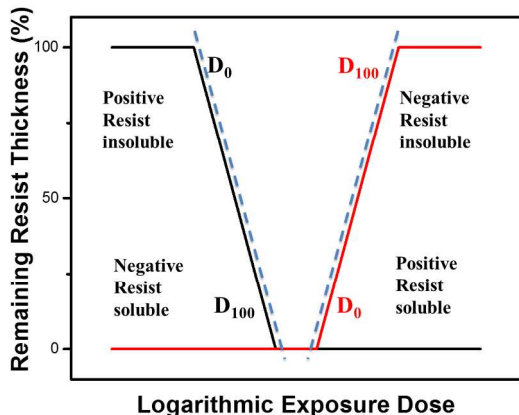 Remaining Resist Thickness (%)
100
50
0
D0
D100
Positive
Resist
insoluble
Negative
Resist
insoluble
Negative
Resist
soluble
Positive
Resist
soluble
D100
D0
Logarithmic Exposure Dose